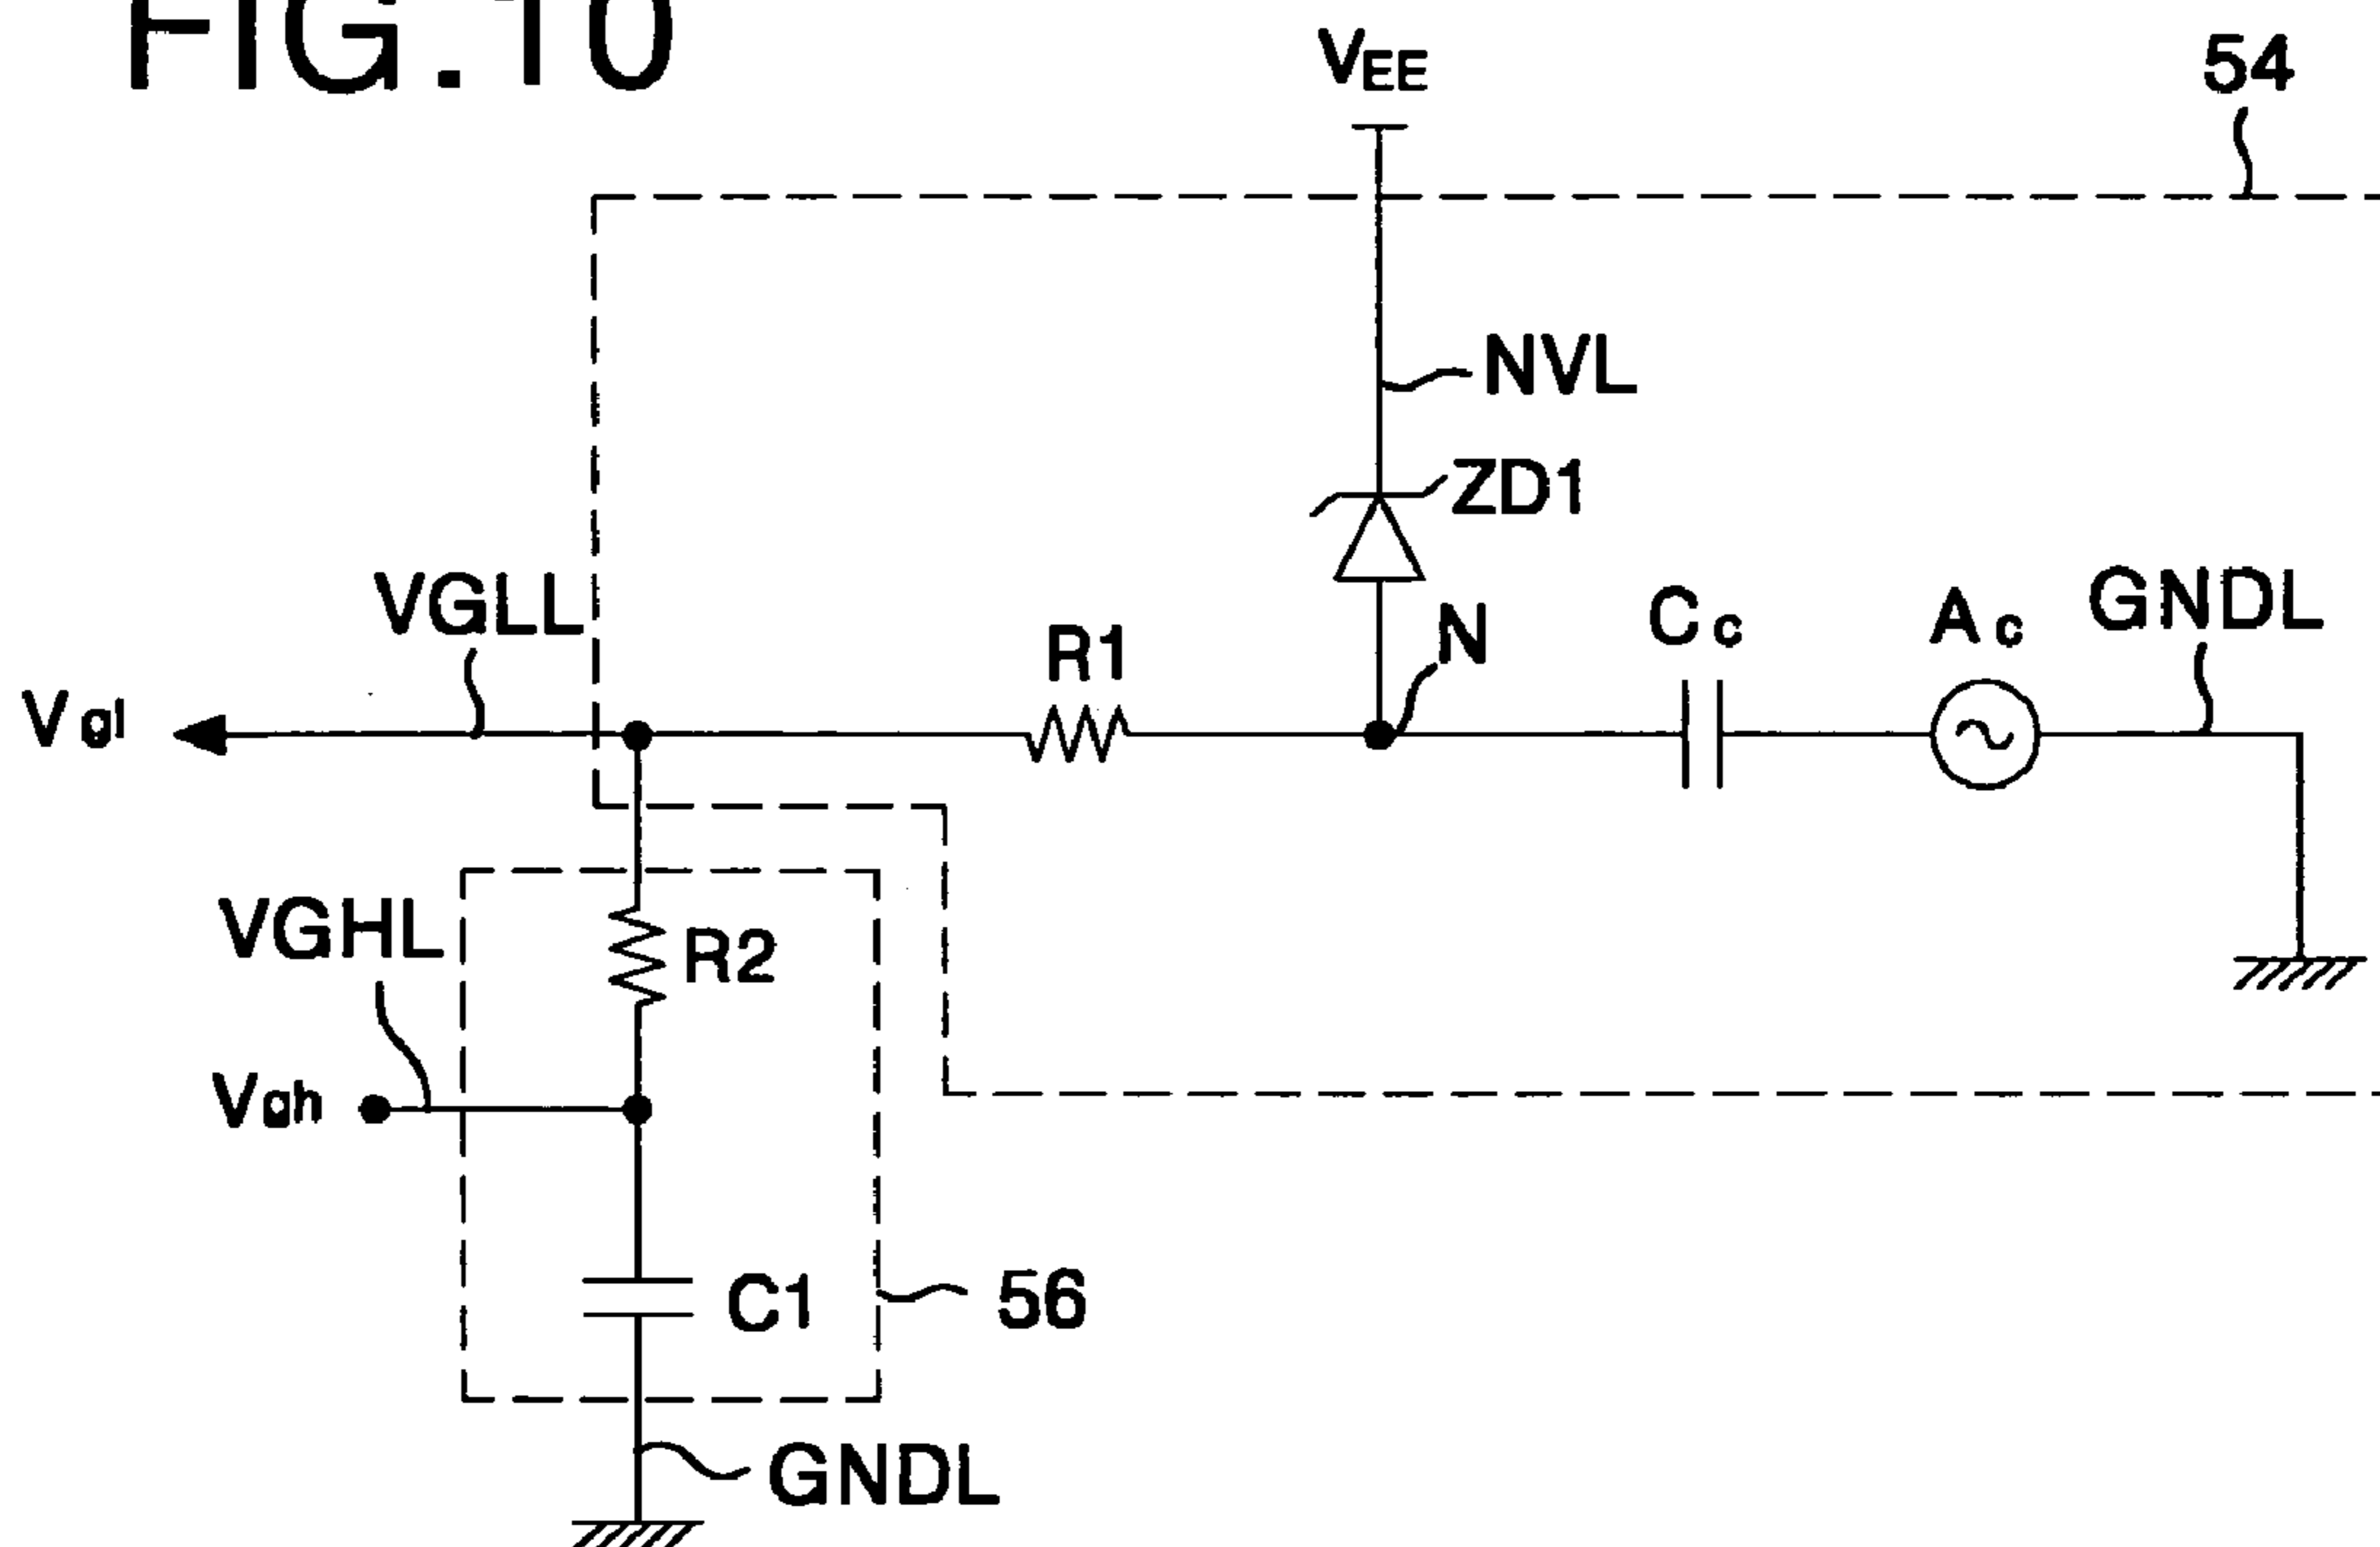 FIG.10
VEE
54
NVL
ZD1
VGLL
R1
N
Cc
Ac
GNDL
Vgl
VGHL
R2
Vgh
C1
56
GNDL